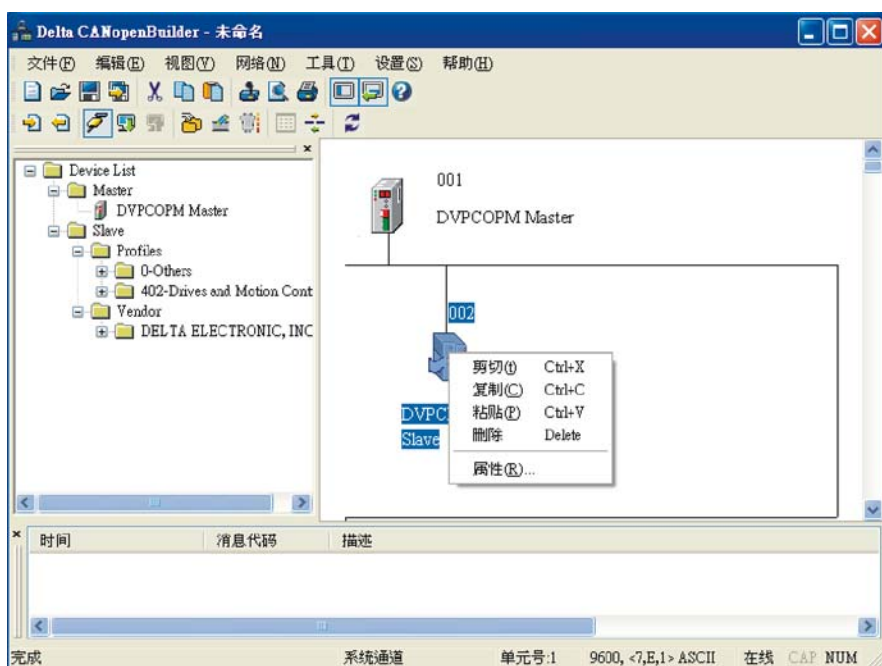 Delta CANopenBuilder - 未命名
文件(F) 编辑(E) 视图(V) 网络(N) 工具(T) 设置(S) 帮助(H)
Device List
Master
DVPCOPM Master
Slave
Profiles
0-Others
402-Drives and Motion Cont
Vendor
DELTA ELECTRONIC, INC
001
DVPCOPM Master
002
DVPC
Slave
剪切(t) Ctrl+X
复制(C) Ctrl+C
粘贴(P) Ctrl+V
删除 Delete
属性(R)...
时间 消息代码 描述
完成 系统通道 单元号:1 9600, <7,E,1> ASCII 在线 CAP NUM